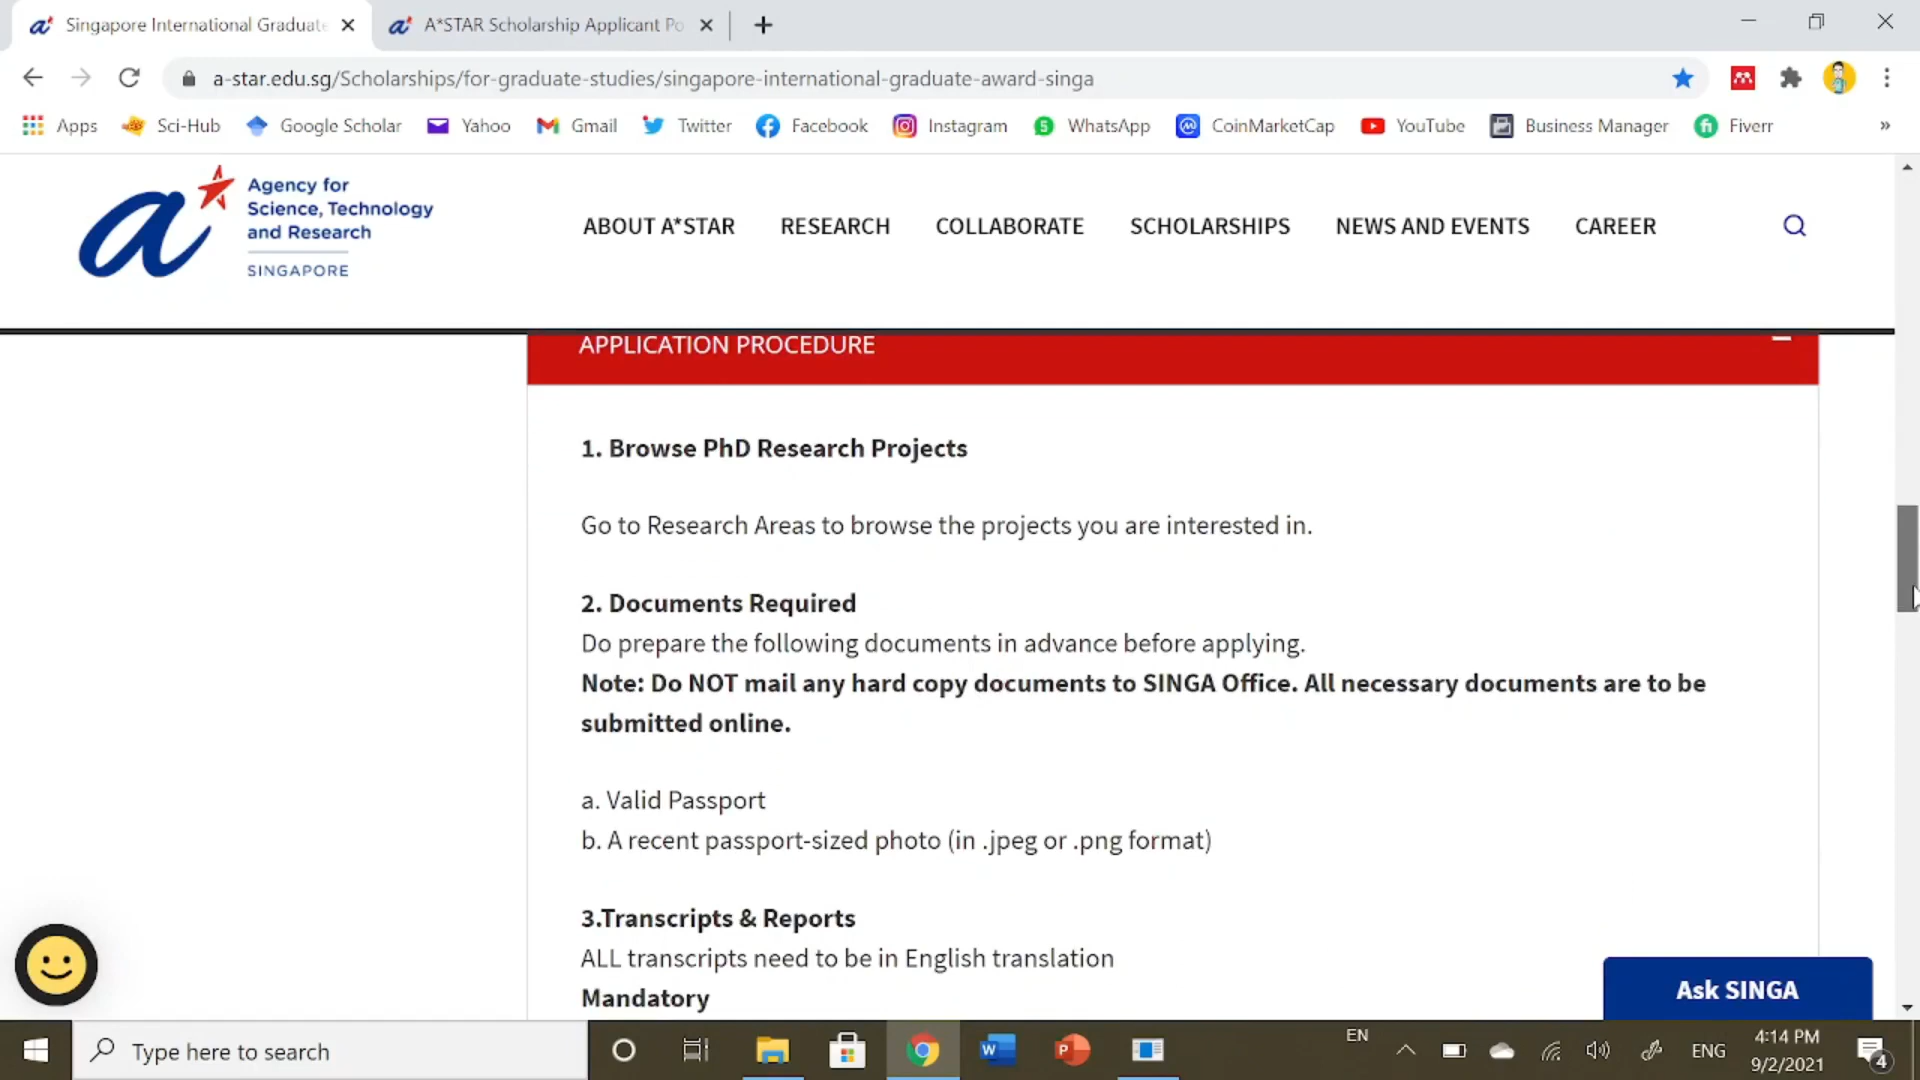 Singapore International Graduate
A*STAR Scholarship Applicant Po
a-star.edu.sg/Scholarships/for-graduate-studies/singapore-international-graduate-award-singa
Apps Sci-Hub Google Scholar Yahoo Gmail Twitter Facebook Instagram WhatsApp CoinMarketCap YouTube Business Manager Fiverr »
Agency for
Science, Technology
and Research
SINGAPORE
ABOUT A*STAR RESEARCH COLLABORATE SCHOLARSHIPS NEWS AND EVENTS CAREER
APPLICATION PROCEDURE
1. Browse PhD Research Projects
Go to Research Areas to browse the projects you are interested in.
2. Documents Required
Do prepare the following documents in advance before applying.
Note: Do NOT mail any hard copy documents to SINGA Office. All necessary documents are to be
submitted online.
a. Valid Passport
b. A recent passport-sized photo (in .jpeg or .png format)
3.Transcripts & Reports
ALL transcripts need to be in English translation
Mandatory
Ask SINGA
Type here to search
EN
ENG
4:14 PM
9/2/2021
4